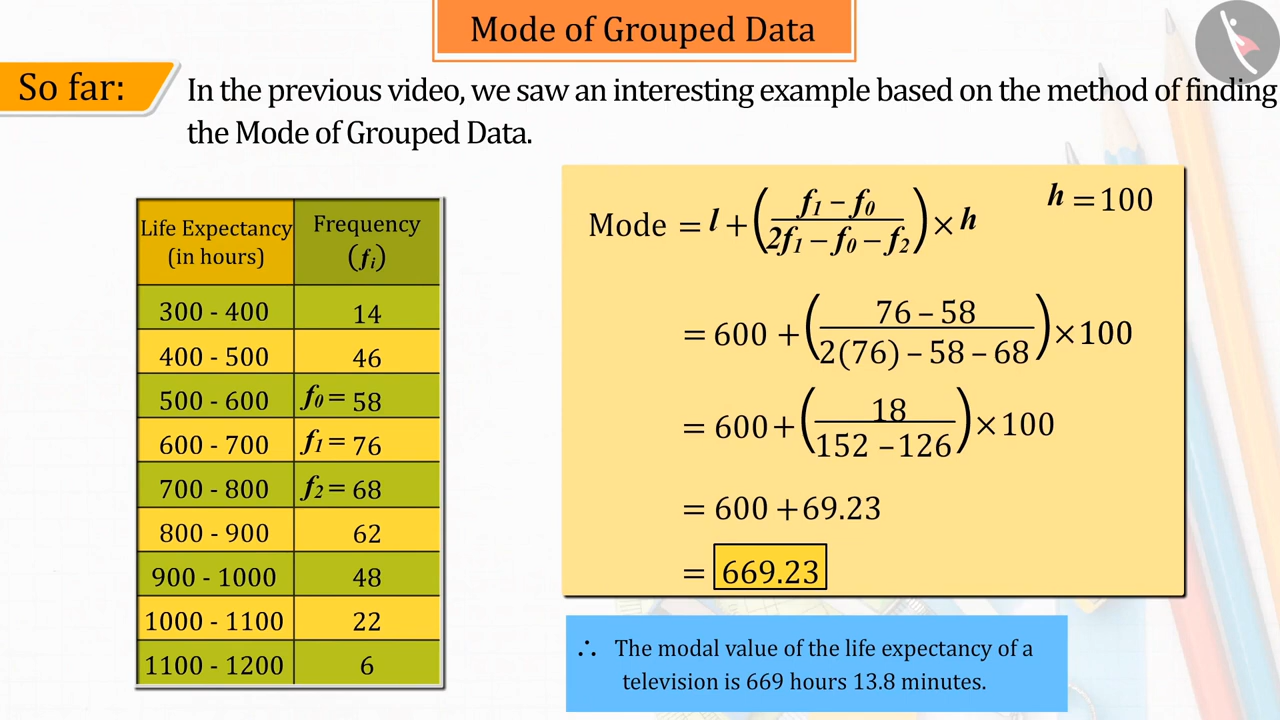 Mode of Grouped Data
So far:
In the previous video, we saw an interesting example based on the method of finding
the Mode of Grouped Data.
Life Expectancy (in hours) Frequency (fᵢ)
300 - 400 14
400 - 500 46
500 - 600 f₀ = 58
600 - 700 f₁ = 76
700 - 800 f₂ = 68
800 - 900 62
900 - 1000 48
1000 - 1100 22
1100 - 1200 6
Mode = l + ((f₁ – f₀)/(2f₁ – f₀ – f₂)) × h
h = 100
= 600 + ((76 – 58)/(2(76) – 58 – 68)) × 100
= 600 + (18/(152 – 126)) × 100
= 600 + 69.23
= 669.23
∴ The modal value of the life expectancy of a
television is 669 hours 13.8 minutes.